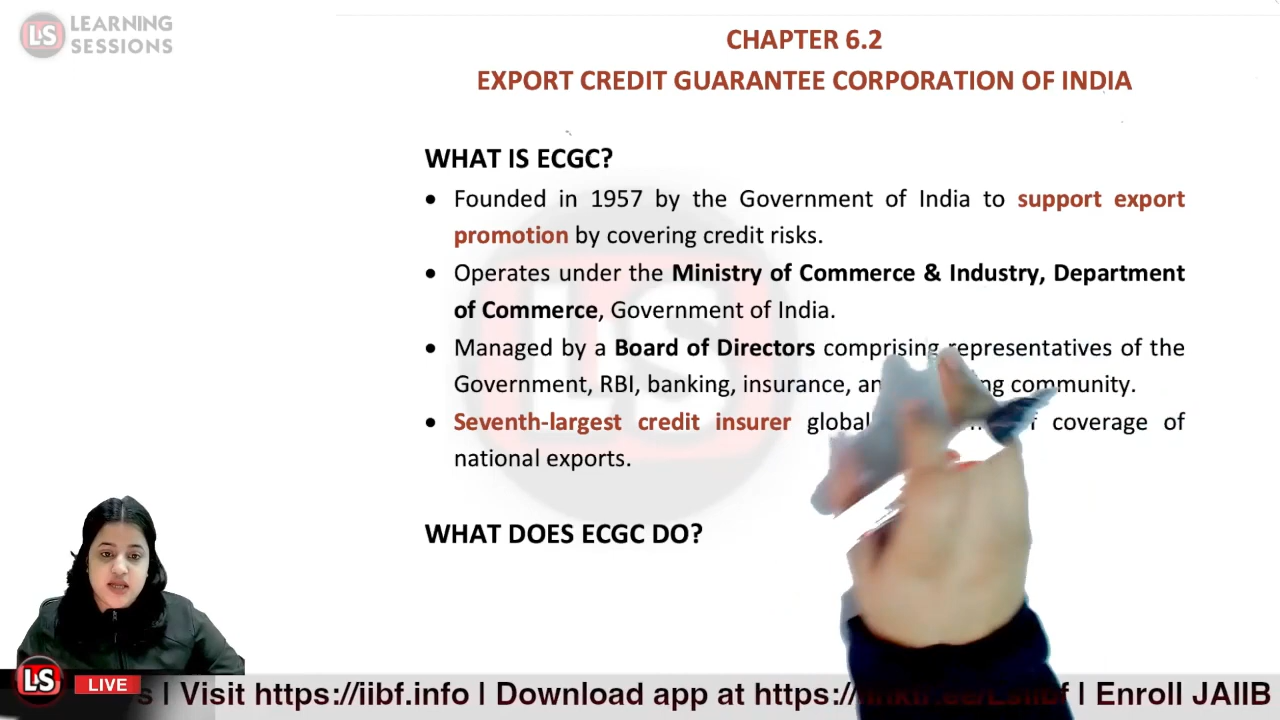 LS LEARNING
SESSIONS
CHAPTER 6.2
EXPORT CREDIT GUARANTEE CORPORATION OF INDIA
WHAT IS ECGC?
• Founded in 1957 by the Government of India to support export
promotion by covering credit risks.
• Operates under the Ministry of Commerce & Industry, Department
of Commerce, Government of India.
• Managed by a Board of Directors comprising representatives of the
Government, RBI, banking, insurance, community.
• Seventh-largest credit insurer coverage of
national exports.
WHAT DOES ECGC DO?
LS
LS LIVE s | Visit https://iibf.info | Download app at https:// | Enroll JAIIB